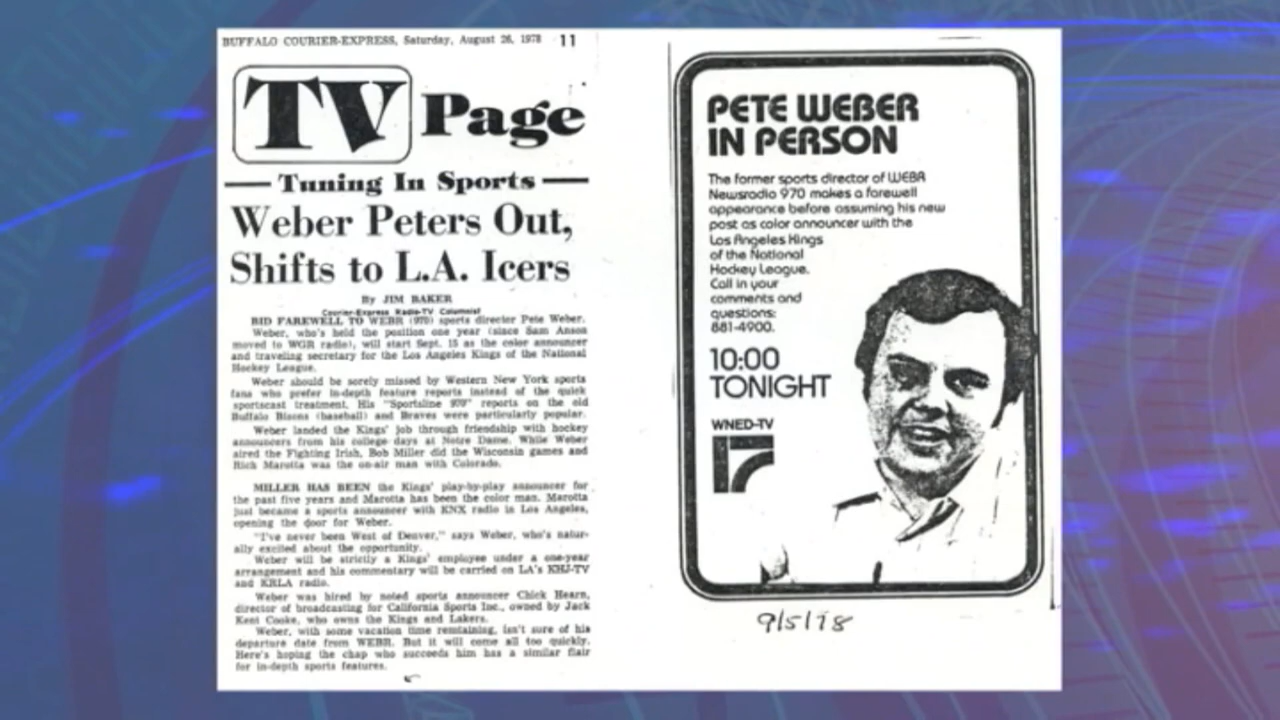 BUFFALO COURIER-EXPRESS, Saturday, August 26, 1978 11
TV Page
Tuning In Sports
Weber Peters Out,
Shifts to L.A. Icers
By JIM BAKER
Courier-Express Radio-TV Columnist
BID FAREWELL TO WEBR (970) sports director Pete Weber.
Weber, who's held the position one year (since Sam Anson
moved to WGR radio), will start Sept. 15 as the color announcer
and traveling secretary for the Los Angeles Kings of the National
Hockey League.
Weber should be sorely missed by Western New York sports
fans who prefer in-depth feature reports instead of the quick
sportscast treatment. His "Sportsline 970" reports on the old
Buffalo Bisons (baseball) and Braves were particularly popular.
Weber landed the Kings' job through friendship with hockey
announcers from his college days at Notre Dame. While Weber
aired the Fighting Irish, Bob Miller did the Wisconsin games and
Rich Marotta was the on-air man with Colorado.
MILLER HAS BEEN the Kings' play-by-play announcer for
the past five years and Marotta has been the color man. Marotta
just became a sports announcer with KNX radio in Los Angeles,
opening the door for Weber.
"I've never been West of Denver," says Weber, who's natur-
ally excited about the opportunity.
Weber will be strictly a Kings' employee under a one-year
arrangement and his commentary will be carried on LA's KHJ-TV
and KRLA radio.
Weber was hired by noted sports announcer Chick Hearn,
director of broadcasting for California Sports Inc., owned by Jack
Kent Cooke, who owns the Kings and Lakers.
Weber, with some vacation time remaining, isn't sure of his
departure date from WEBR. But it will come all too quickly.
Here's hoping the chap who succeeds him has a similar flair
for in-depth sports features.
PETE WEBER
IN PERSON
The former sports director of WEBR
Newsradio 970 makes a farewell
appearance before assuming his new
post as color announcer with the
Los Angeles Kings
of the National
Hockey League.
Call in your
comments and
questions:
881-4900.
10:00
TONIGHT
WNED-TV
17
9/5/78